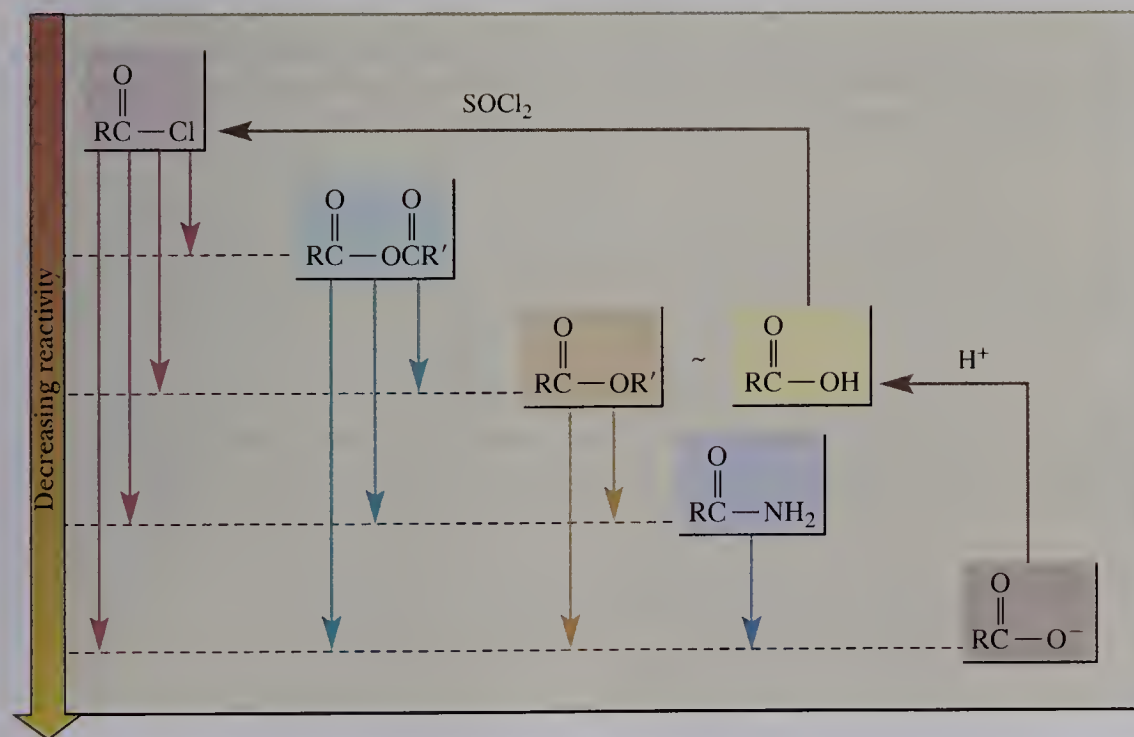 Decreasing reactivity
O
RC — Cl
SOCl₂
O O
RC — OCR′
O
RC — OR′
~
O
RC — OH
H⁺
O
RC — NH₂
O
RC — O⁻